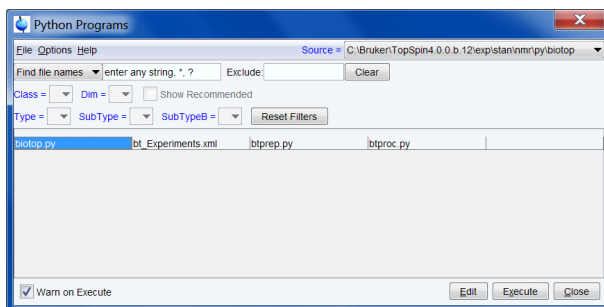 Python Programs
File Options Help Source = C:\Bruker\TopSpin4.0.0.b.12\exp\stan\nmr\py\biotop
Find file names enter any string, *, ? Exclude: Clear
Class = Dim = Show Recommended
Type = SubType = SubTypeB = Reset Filters
biotop.py bt_Experiments.xml btprep.py btproc.py
Warn on Execute Edit Execute Close